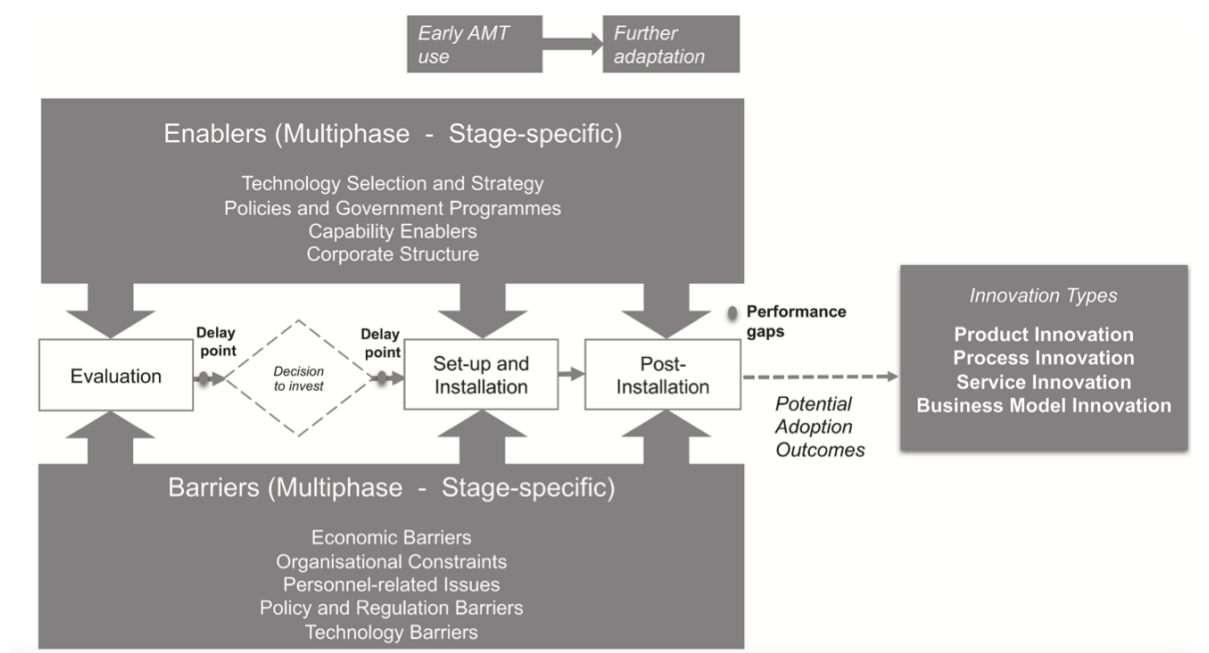 Early AMT
use
Further
adaptation
Enablers (Multiphase - Stage-specific)
Technology Selection and Strategy
Policies and Government Programmes
Capability Enablers
Corporate Structure
Evaluation
Delay
point
Decision
to invest
Delay
point
Set-up and
Installation
Post-
Installation
Performance
gaps
Potential
Adoption
Outcomes
Innovation Types
Product Innovation
Process Innovation
Service Innovation
Business Model Innovation
Barriers (Multiphase - Stage-specific)
Economic Barriers
Organisational Constraints
Personnel-related Issues
Policy and Regulation Barriers
Technology Barriers